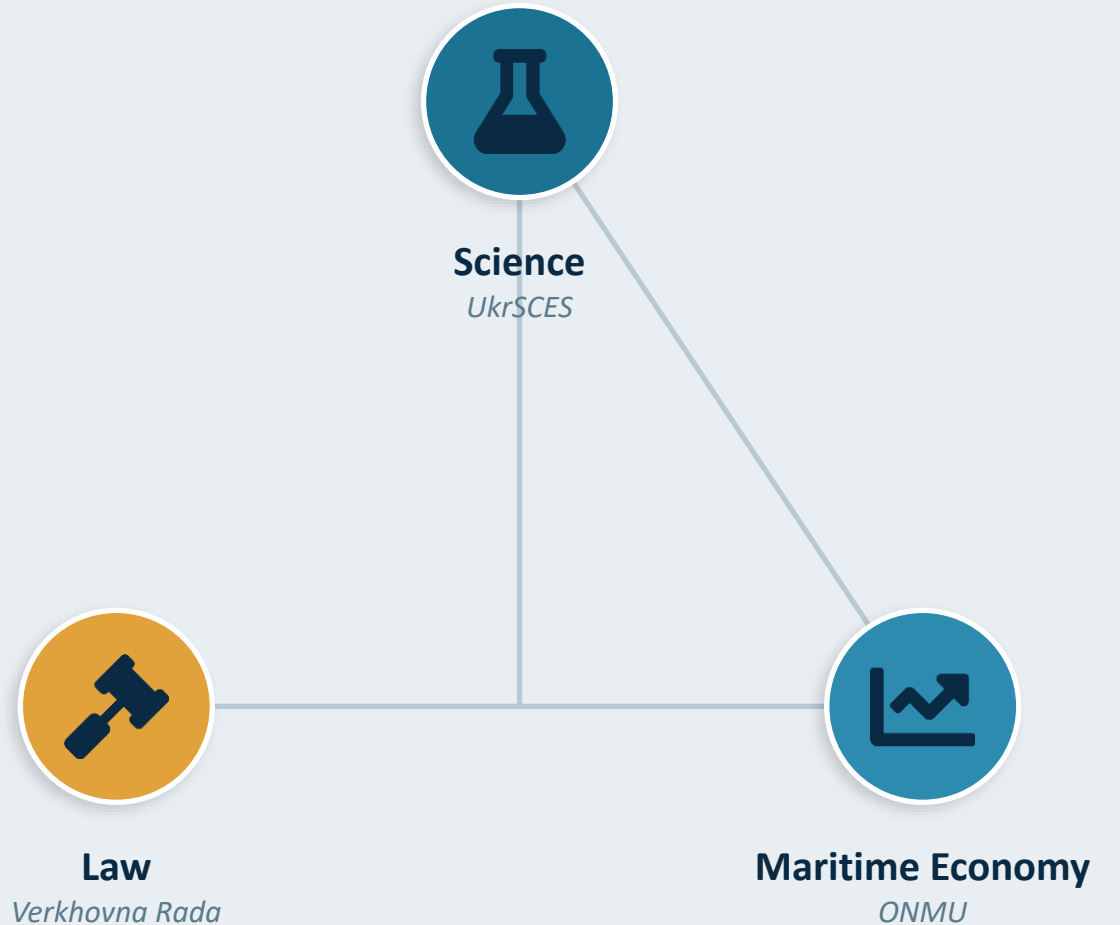 Science
UkrSCES
Law
Verkhovna Rada
Maritime Economy
ONMU